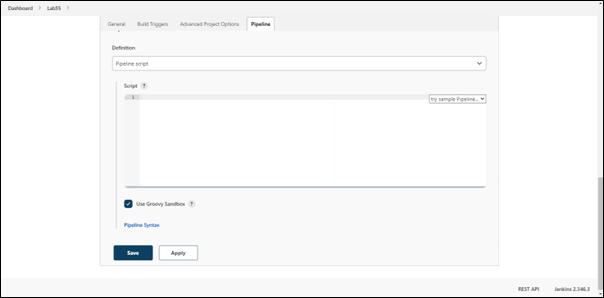 Dashboard > Lab55 >
General Build Triggers Advanced Project Options Pipeline
Definition
Pipeline script
Script ?
1 try sample Pipeline...
Use Groovy Sandbox ?
Pipeline Syntax
Save Apply
REST API Jenkins 2.346.3